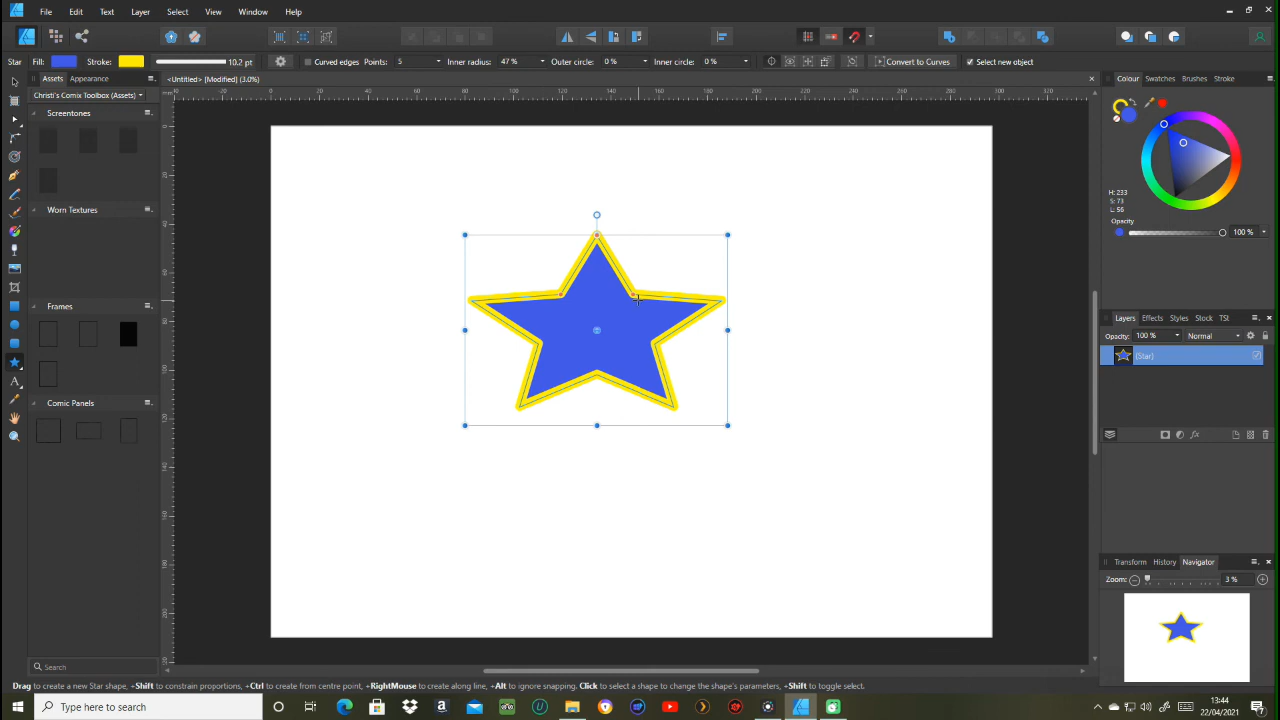 File Edit Text Layer Select View Window Help
Star Fill: Stroke: 10.2 pt Curved edges Points: 5 Inner radius: 47 % Outer circle: 0 % Inner circle: 0 % Convert to Curves Select new object
Assets Appearance
<Untitled> [Modified] (3.0%)
Colour Swatches Brushes Stroke
Christi's Comix Toolbox (Assets)
Screentones
Worn Textures
Frames
Comic Panels
Search
H: 233
S: 73
L: 56
Opacity
100 %
Layers Effects Styles Stock TSt
Opacity: 100 % Normal
(Star)
Transform History Navigator
Zoom: 3 %
Drag to create a new Star shape, +Shift to constrain proportions, +Ctrl to create from centre point, +RightMouse to create along line, +Alt to ignore snapping. Click to select a shape to change the shape's parameters, +Shift to toggle select.
Type here to search
13:44
22/04/2021